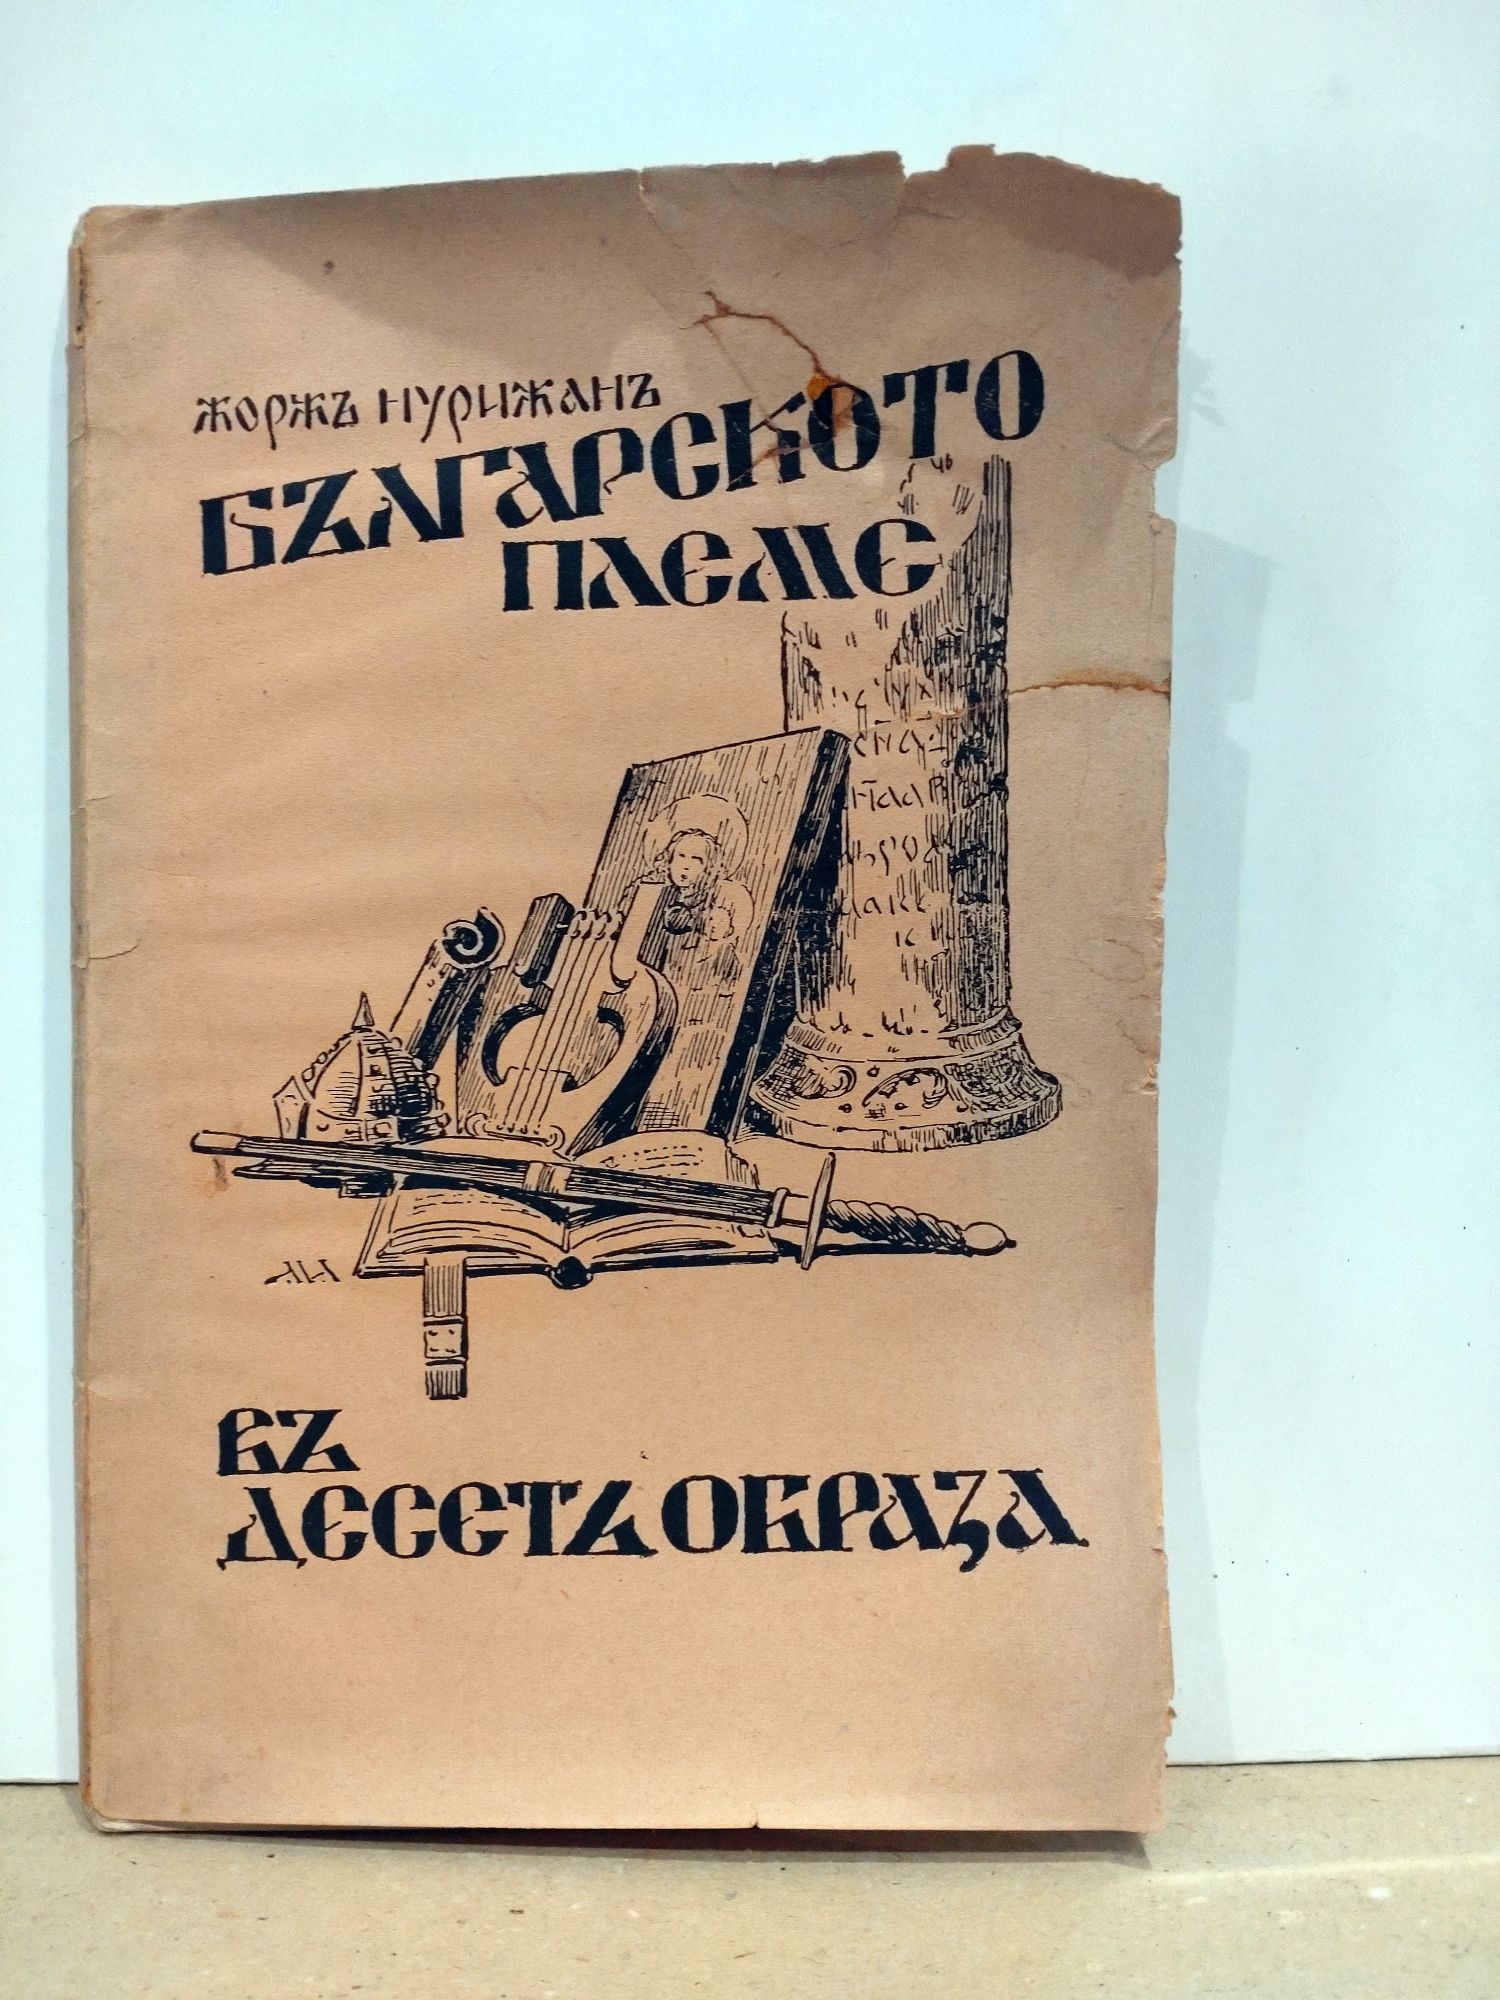 ЖОРЖЪ НУРИЖАНЪ
БЪЛГАРСКОТО
ПЛЕМЕ
ВЪ
ДЕСЕТЬ ОБРАЗА